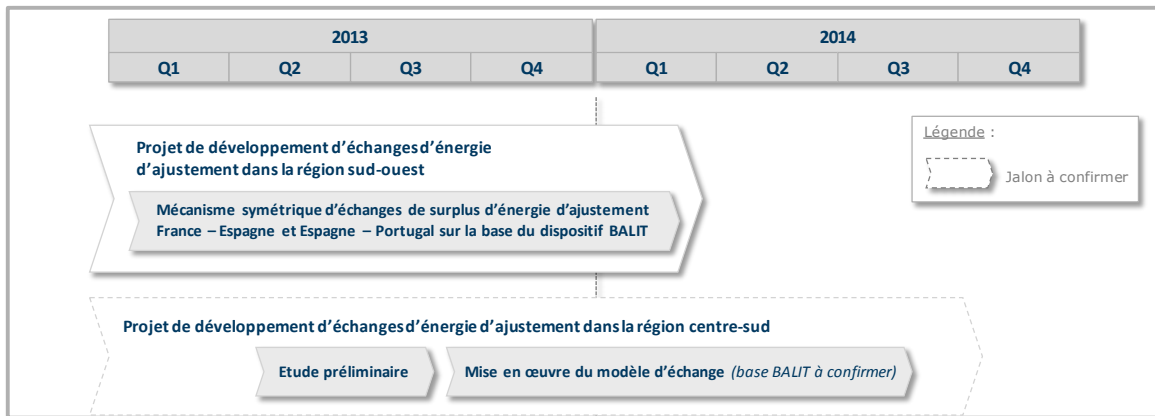 2013 2014
Q1 Q2 Q3 Q4 Q1 Q2 Q3 Q4
Légende :
Jalon à confirmer
Projet de développement d’échanges d’énergie
d’ajustement dans la région sud-ouest
Mécanisme symétrique d’échanges de surplus d’énergie d’ajustement
France – Espagne et Espagne – Portugal sur la base du dispositif BALIT
Projet de développement d’échanges d’énergie d’ajustement dans la région centre-sud
Etude préliminaire
Mise en œuvre du modèle d’échange (base BALIT à confirmer)